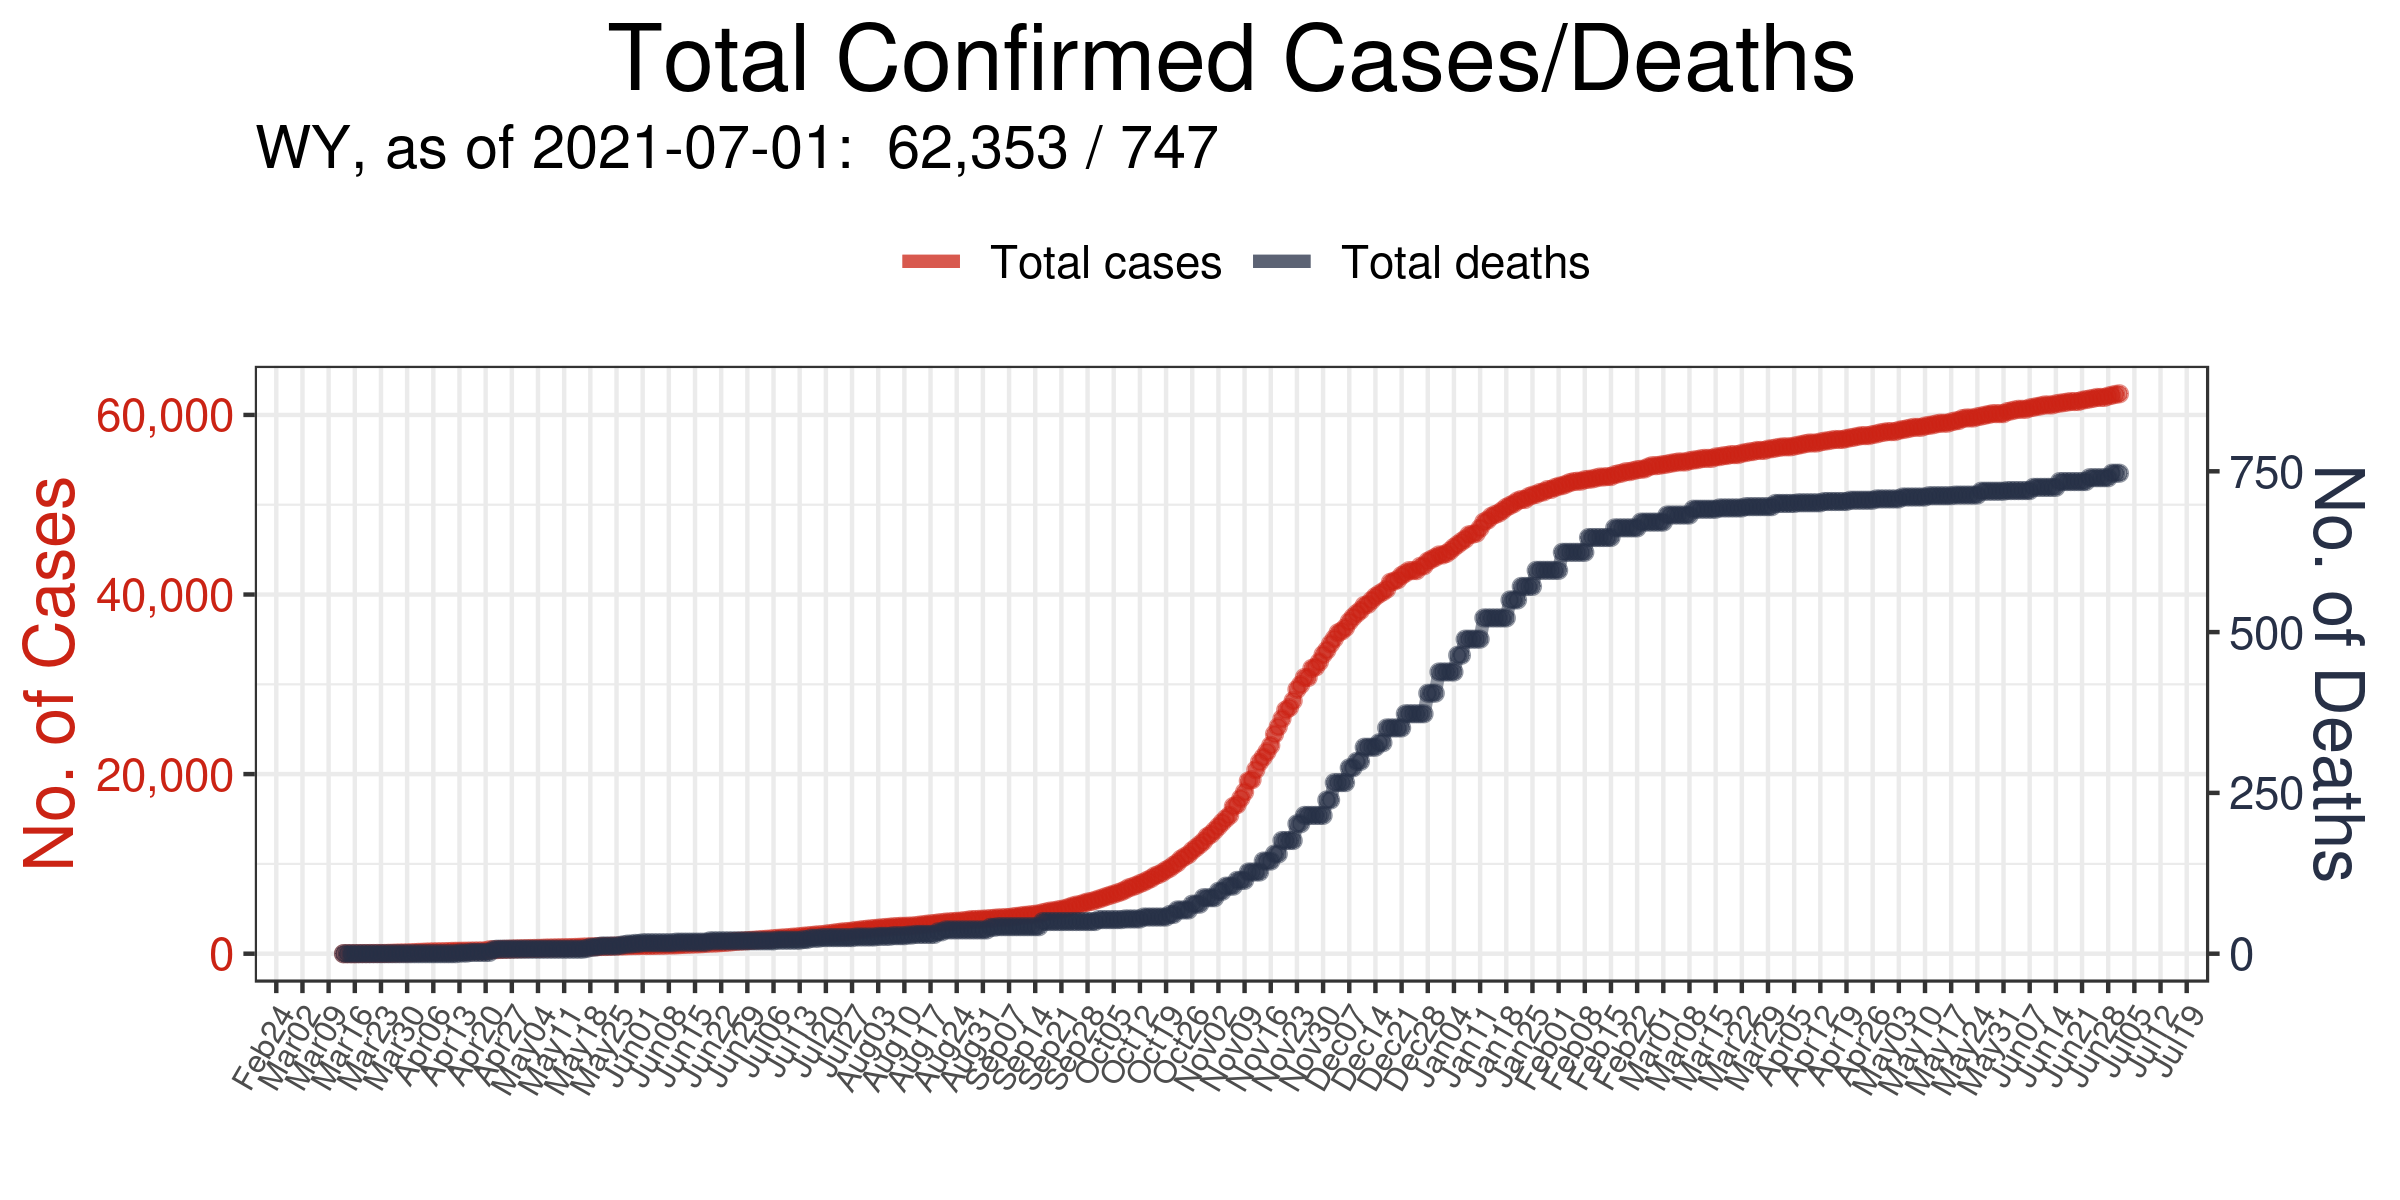 Total Confirmed Cases/Deaths
WY, as of 2021-07-01: 62,353 / 747
Total cases
Total deaths
No. of Cases
60,000
40,000
20,000
0
750
500
250
0
No. of Deaths
Feb24
Mar02
Mar09
Mar16
Mar23
Mar30
Apr06
Apr13
Apr20
Apr27
May04
May11
May18
May25
Jun01
Jun08
Jun15
Jun22
Jun29
Jul06
Jul13
Jul20
Jul27
Aug03
Aug10
Aug17
Aug24
Aug31
Sep07
Sep14
Sep21
Sep28
Oct05
Oct12
Oct19
Oct26
Nov02
Nov09
Nov16
Nov23
Nov30
Dec07
Dec14
Dec21
Dec28
Jan04
Jan11
Jan18
Jan25
Feb01
Feb08
Feb15
Feb22
Mar01
Mar08
Mar15
Mar22
Mar29
Apr05
Apr12
Apr19
Apr26
May03
May10
May17
May24
May31
Jun07
Jun14
Jun21
Jun28
Jul05
Jul12
Jul19